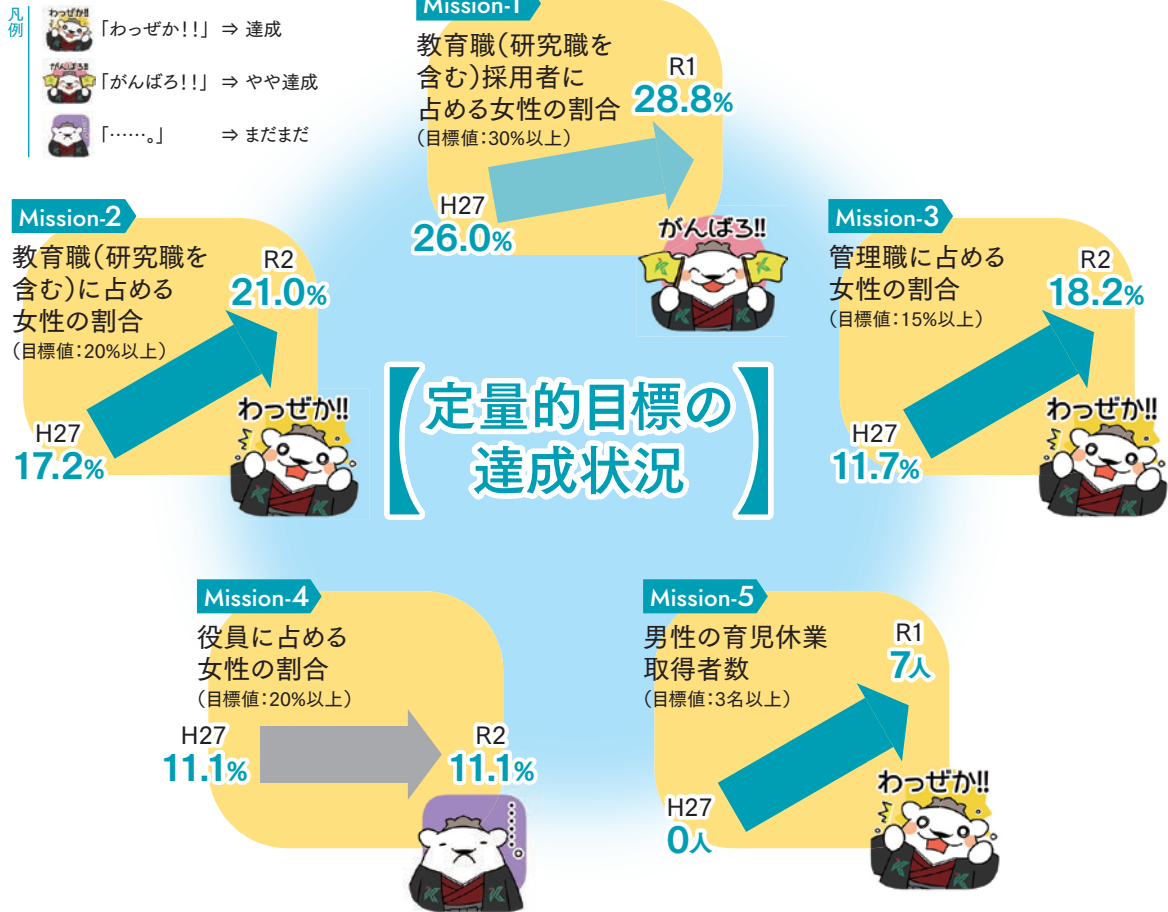 凡例
わっぜか!!
「わっぜか!!」 ⇒ 達成
がんばろ!!
「がんばろ!!」 ⇒ やや達成
「……。」 ⇒ まだまだ
Mission-1
教育職(研究職を
含む)採用者に
占める女性の割合
(目標値:30%以上)
R1
28.8%
H27
26.0%
がんばろ!!
Mission-2
教育職(研究職を
含む)に占める
女性の割合
(目標値:20%以上)
R2
21.0%
H27
17.2%
わっぜか!!
Mission-3
管理職に占める
女性の割合
(目標値:15%以上)
R2
18.2%
H27
11.7%
わっぜか!!
【定量的目標の
達成状況】
Mission-4
役員に占める
女性の割合
(目標値:20%以上)
H27
11.1%
R2
11.1%
……。
Mission-5
男性の育児休業
取得者数
(目標値:3名以上)
R1
7人
H27
0人
わっぜか!!